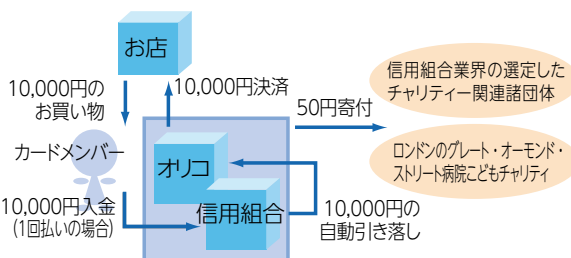 お店
10,000円の
お買い物
10,000円決済
カードメンバー
オリコ
信用組合
10,000円入金
(1回払いの場合)
10,000円の
自動引き落し
50円寄付
信用組合業界の選定した
チャリティー関連諸団体
ロンドンのグレート・オーモンド・
ストリート病院こどもチャリティ